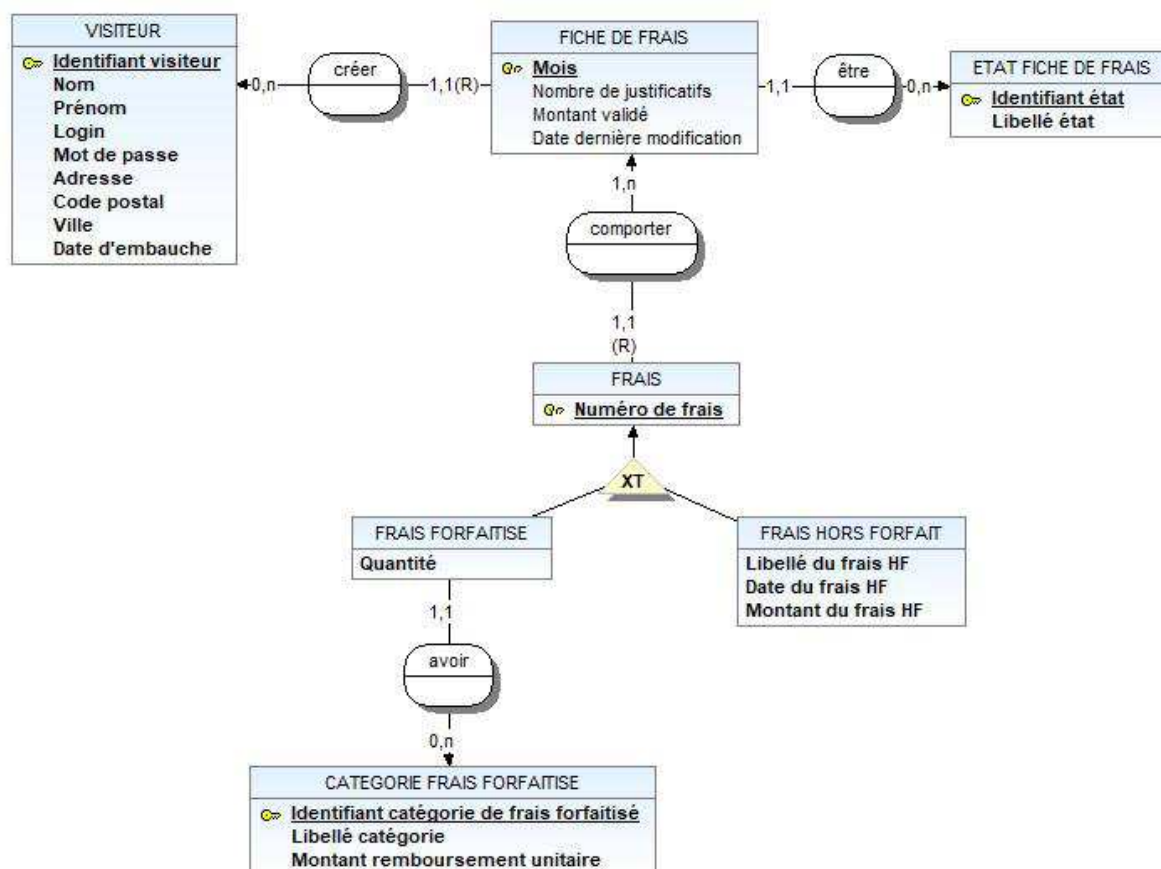 VISITEUR
Identifiant visiteur
Nom
Prénom
Login
Mot de passe
Adresse
Code postal
Ville
Date d'embauche
0,n
créer
1,1(R)
FICHE DE FRAIS
Mois
Nombre de justificatifs
Montant validé
Date dernière modification
1,1
être
0,n
ETAT FICHE DE FRAIS
Identifiant état
Libellé état
1,n
comporter
1,1
(R)
FRAIS
Numéro de frais
XT
FRAIS FORFAITISE
Quantité
FRAIS HORS FORFAIT
Libellé du frais HF
Date du frais HF
Montant du frais HF
1,1
avoir
0,n
CATEGORIE FRAIS FORFAITISE
Identifiant catégorie de frais forfaitisé
Libellé catégorie
Montant remboursement unitaire